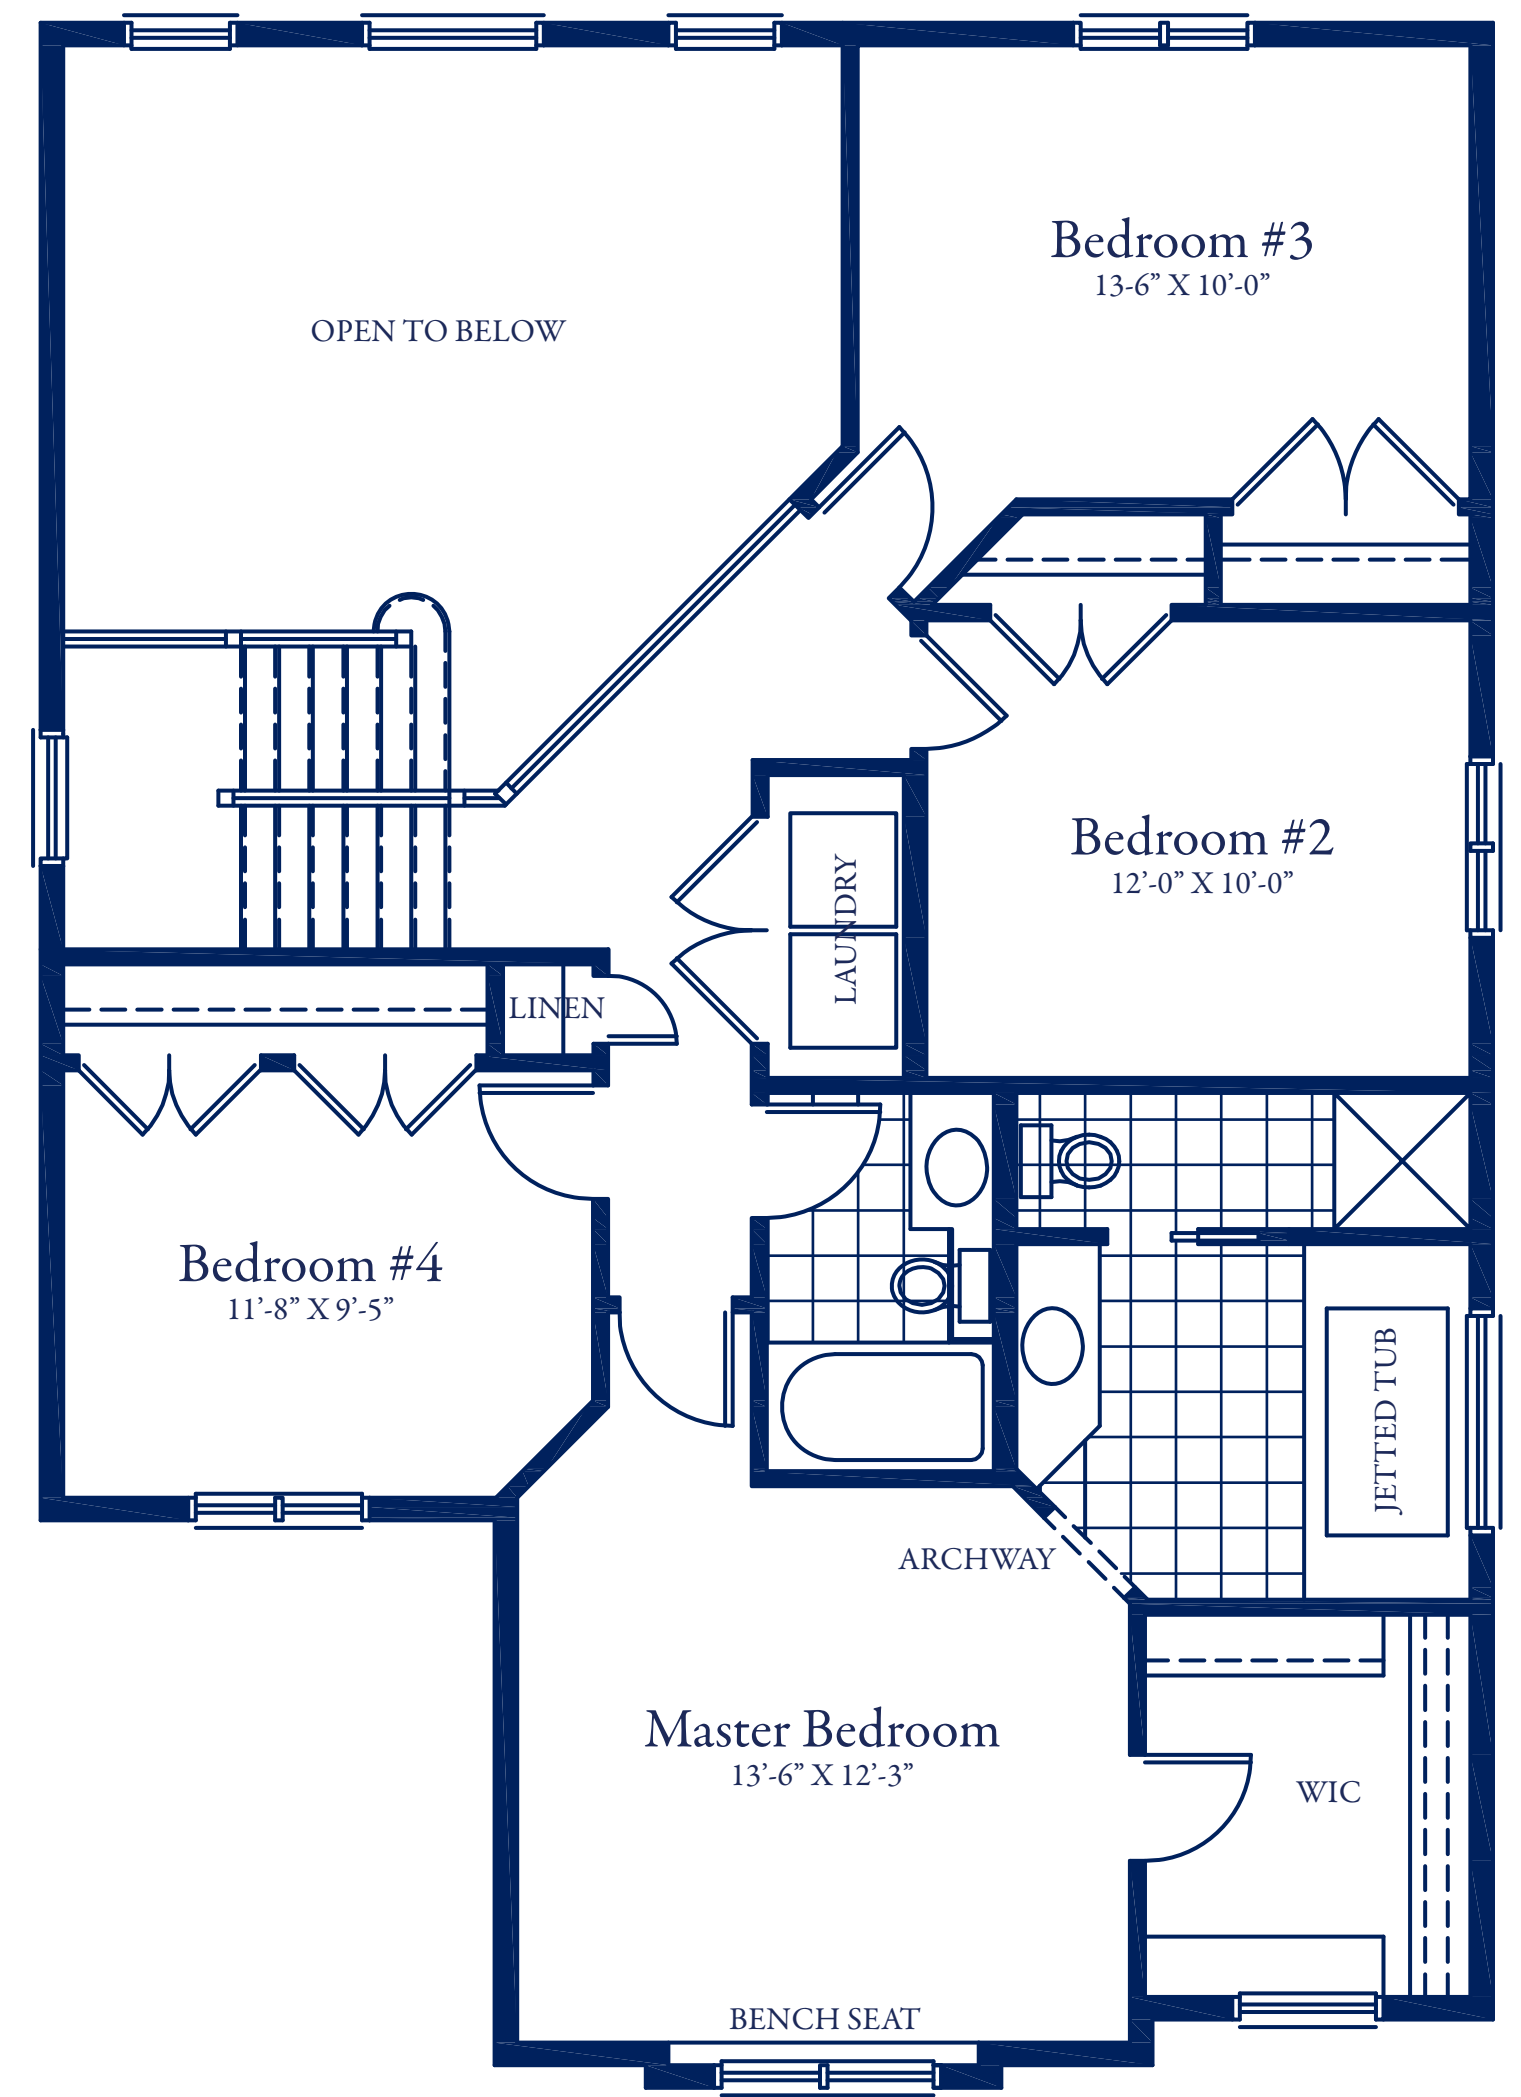 Bedroom #3
13-6” X 10’-0”
OPEN TO BELOW
Bedroom #2
12’-0” X 10’-0”
LAUNDRY
LINEN
Bedroom #4
11’-8” X 9’-5”
JETTED TUB
ARCHWAY
Master Bedroom
13’-6” X 12’-3”
WIC
BENCH SEAT